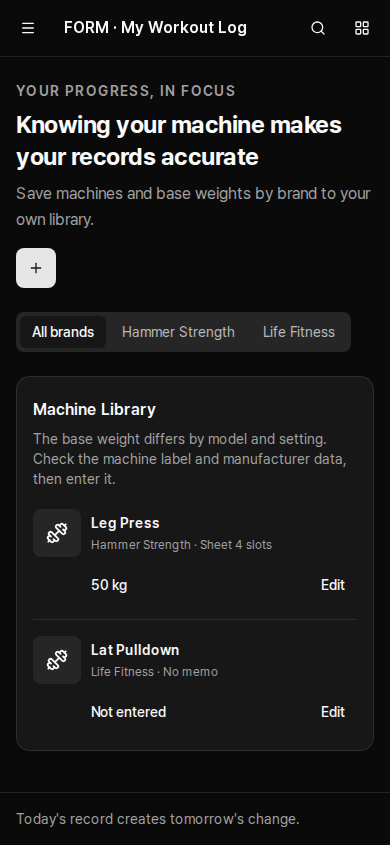 FORM · My Workout Log
YOUR PROGRESS, IN FOCUS
Knowing your machine makes
your records accurate
Save machines and base weights by brand to your
own library.
All brands
Hammer Strength
Life Fitness
Machine Library
The base weight differs by model and setting.
Check the machine label and manufacturer data,
then enter it.
Leg Press
Hammer Strength · Sheet 4 slots
50 kg
Edit
Lat Pulldown
Life Fitness · No memo
Not entered
Edit
Today's record creates tomorrow's change.